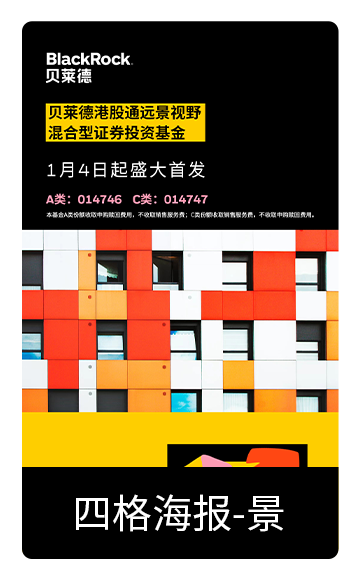 BlackRock.
贝莱德
贝莱德港股通远景视野
混合型证券投资基金
1月4日起盛大首发
A类：014746 C类：014747
本基金A类份额收取申购赎回费用，不收取销售服务费；C类份额收取销售服务费，不收取申购赎回费用。
四格海报-景